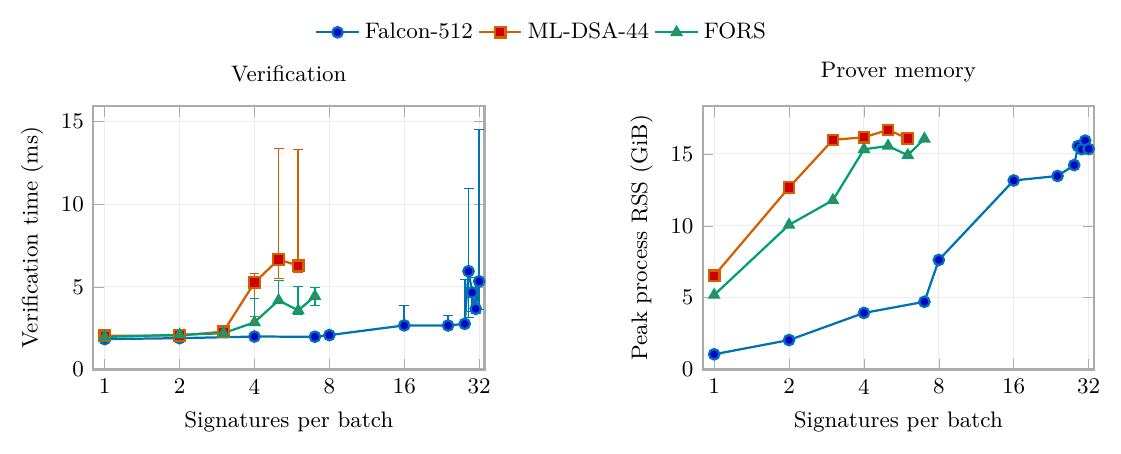 Falcon-512 ML-DSA-44 FORS
Verification
Verification time (ms)
15
10
5
0
1 2 4 8 16 32
Signatures per batch
Prover memory
Peak process RSS (GiB)
15
10
5
0
1 2 4 8 16 32
Signatures per batch